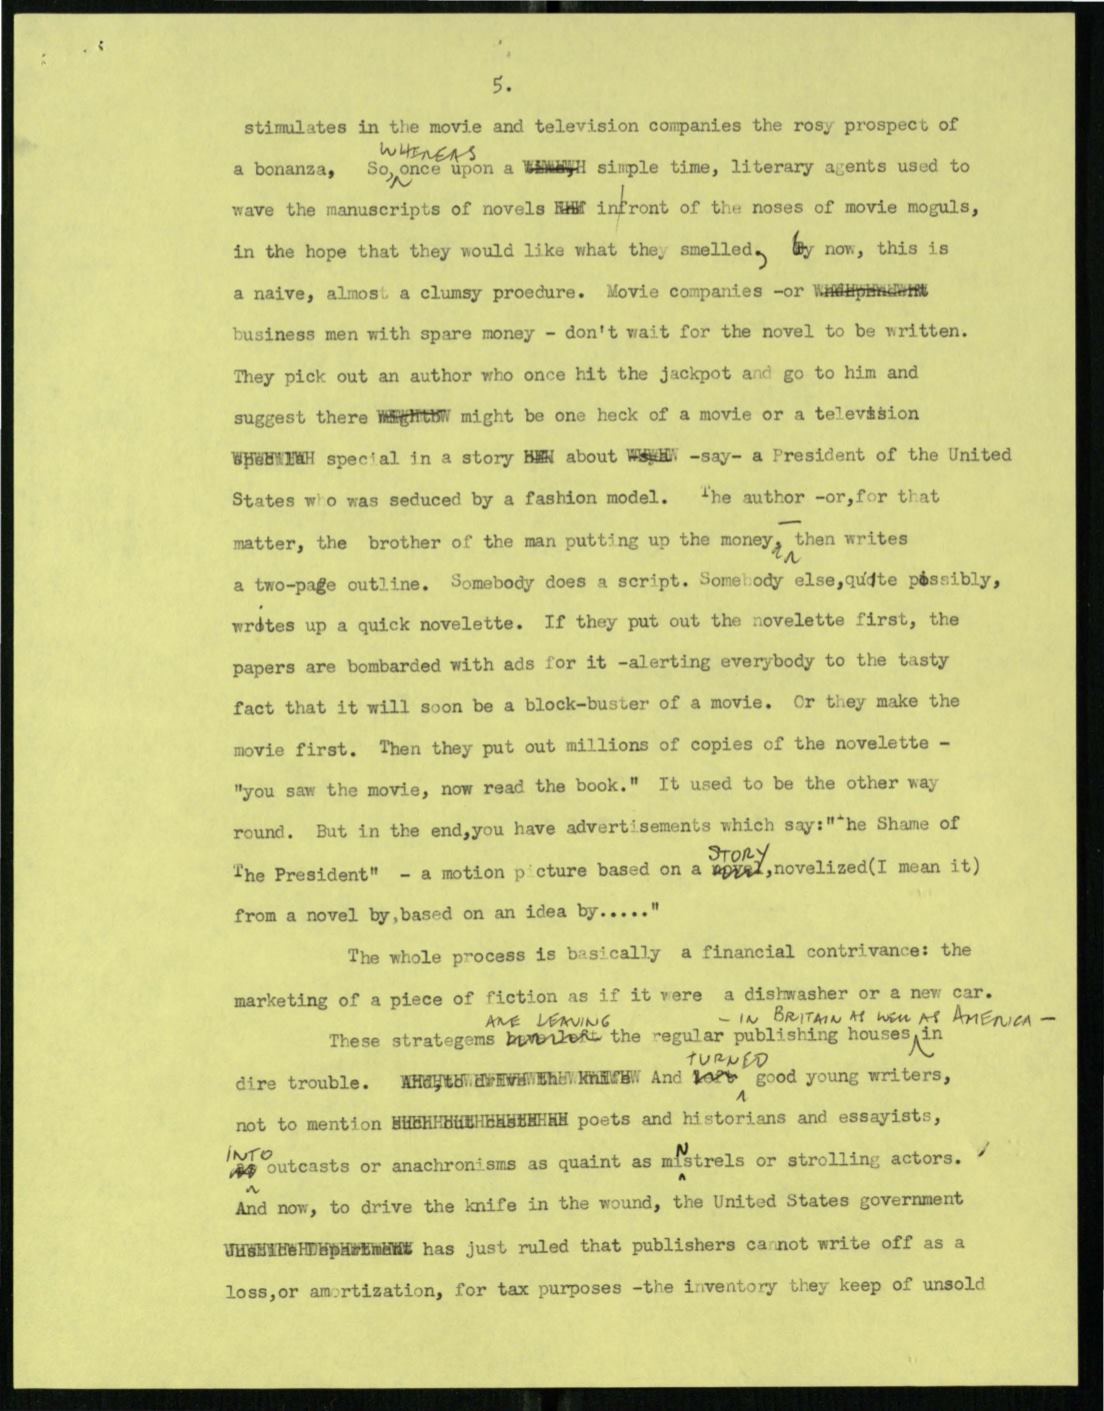 5.
stimulates in the movie and television companies the rosy prospect of
WHEREAS
a bonanza, So, once upon a simple time, literary agents used to
wave the manuscripts of novels in front of the noses of movie moguls,
in the hope that they would like what they smelled, by now, this is
a naive, almost a clumsy proedure. Movie companies -or
business men with spare money - don't wait for the novel to be written.
They pick out an author who once hit the jackpot and go to him and
suggest there might be one heck of a movie or a television
special in a story about -say- a President of the United
States who was seduced by a fashion model. The author -or,for that
matter, the brother of the man putting up the money, - then writes
a two-page outline. Somebody does a script. Somebody else,quite possibly,
writes up a quick novelette. If they put out the novelette first, the
papers are bombarded with ads for it -alerting everybody to the tasty
fact that it will soon be a block-buster of a movie. Or they make the
movie first. Then they put out millions of copies of the novelette -
"you saw the movie, now read the book." It used to be the other way
round. But in the end,you have advertisements which say:"The Shame of
STORY
The President" - a motion picture based on a novel,novelized(I mean it)
from a novel by,based on an idea by....."
The whole process is basically a financial contrivance: the
marketing of a piece of fiction as if it were a dishwasher or a new car.
ARE LEAVING - IN BRITAIN AS WELL AS AMERICA -
These strategems have left the regular publishing houses in
TURNED
dire trouble. And,to drive the knife And left good young writers,
not to mention poets and historians and essayists,
INTO N
as outcasts or anachronisms as quaint as mistrels or strolling actors.
And now, to drive the knife in the wound, the United States government
Justice Department has just ruled that publishers cannot write off as a
loss,or amortization, for tax purposes -the inventory they keep of unsold